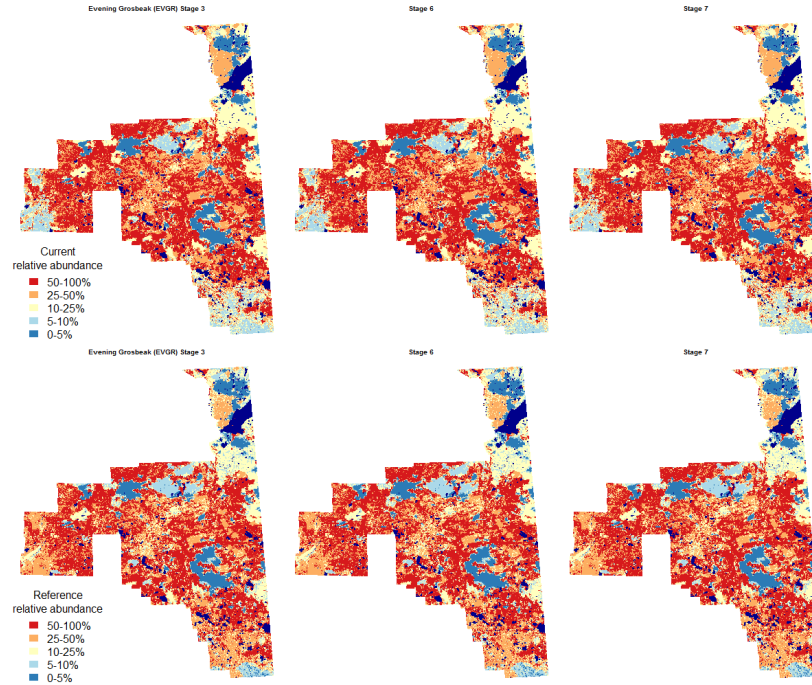 Evening Grosbeak (EVGR) Stage 3
Stage 6
Stage 7
Current
relative abundance
50-100%
25-50%
10-25%
5-10%
0-5%
Evening Grosbeak (EVGR) Stage 3
Stage 6
Stage 7
Reference
relative abundance
50-100%
25-50%
10-25%
5-10%
0-5%